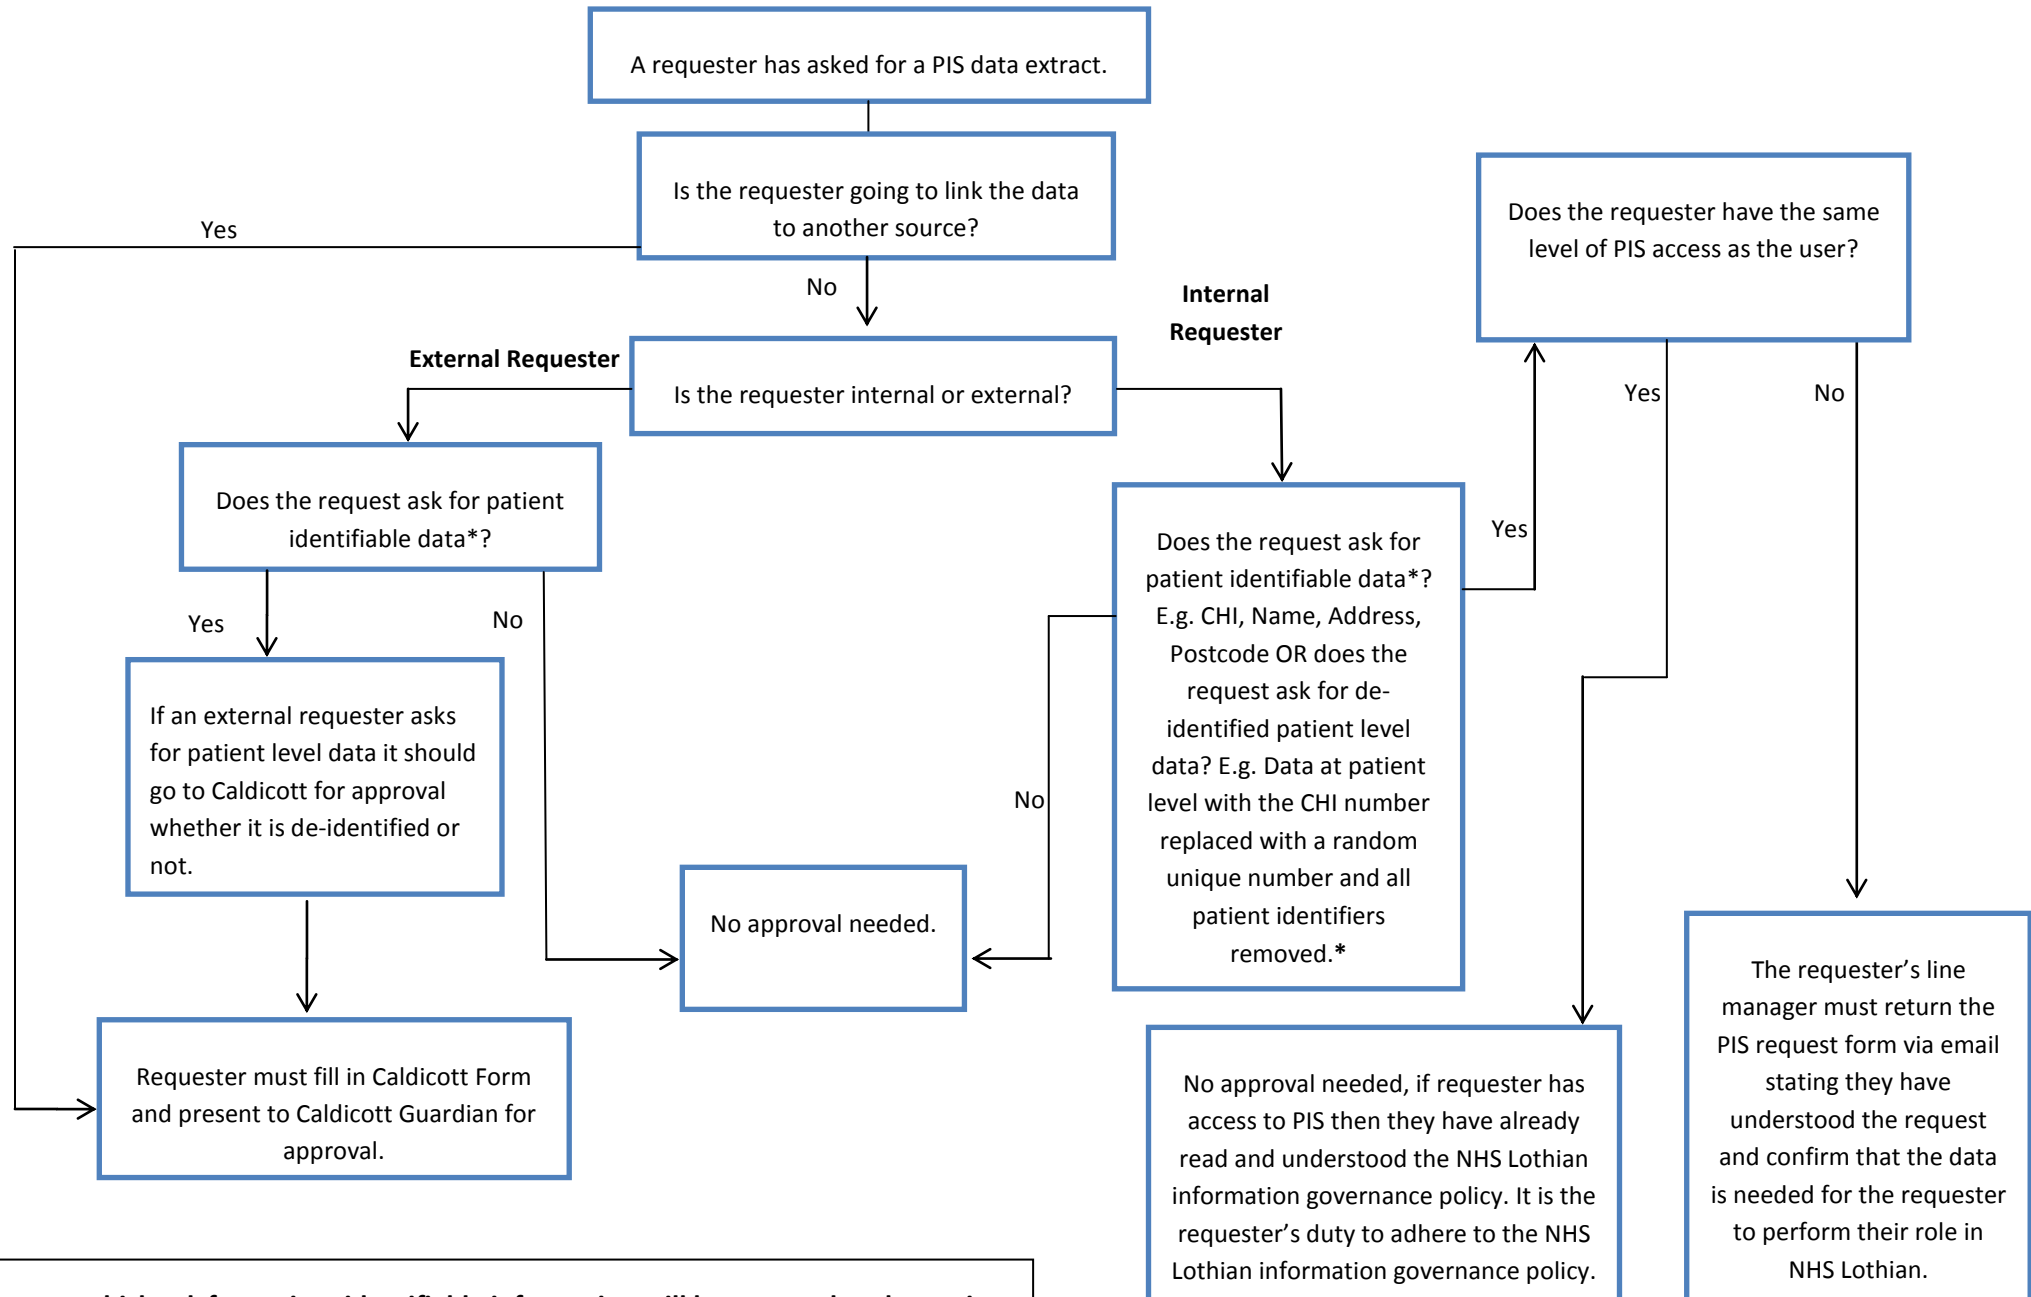 A requester has asked for a PIS data extract.
Is the requester going to link the data
to another source?
Yes
No
Does the requester have the same
level of PIS access as the user?
Internal
Requester
External Requester
Is the requester internal or external?
Yes
No
Does the request ask for patient
identifiable data*?
Yes
No
Does the request ask for
patient identifiable data*?
E.g. CHI, Name, Address,
Postcode OR does the
request ask for de-
identified patient level
data? E.g. Data at patient
level with the CHI number
replaced with a random
unique number and all
patient identifiers
removed.*
Yes
No
If an external requester asks
for patient level data it should
go to Caldicott for approval
whether it is de-identified or
not.
No approval needed.
Requester must fill in Caldicott Form
and present to Caldicott Guardian for
approval.
No approval needed, if requester has
access to PIS then they have already
read and understood the NHS Lothian
information governance policy. It is the
requester's duty to adhere to the NHS
Lothian information governance policy.
The requester's line
manager must return the
PIS request form via email
stating they have
understood the request
and confirm that the data
is needed for the requester
to perform their role in
NHS Lothian.